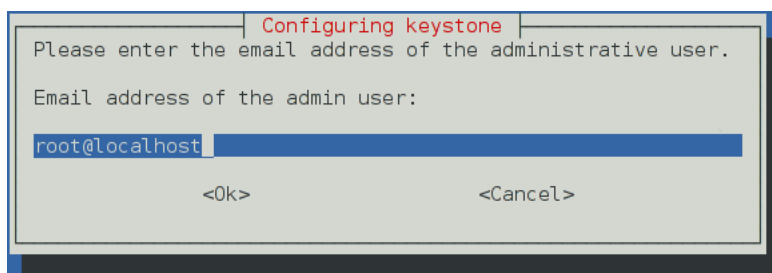 Configuring keystone
Please enter the email address of the administrative user.
Email address of the admin user:
root@localhost
<Ok> <Cancel>